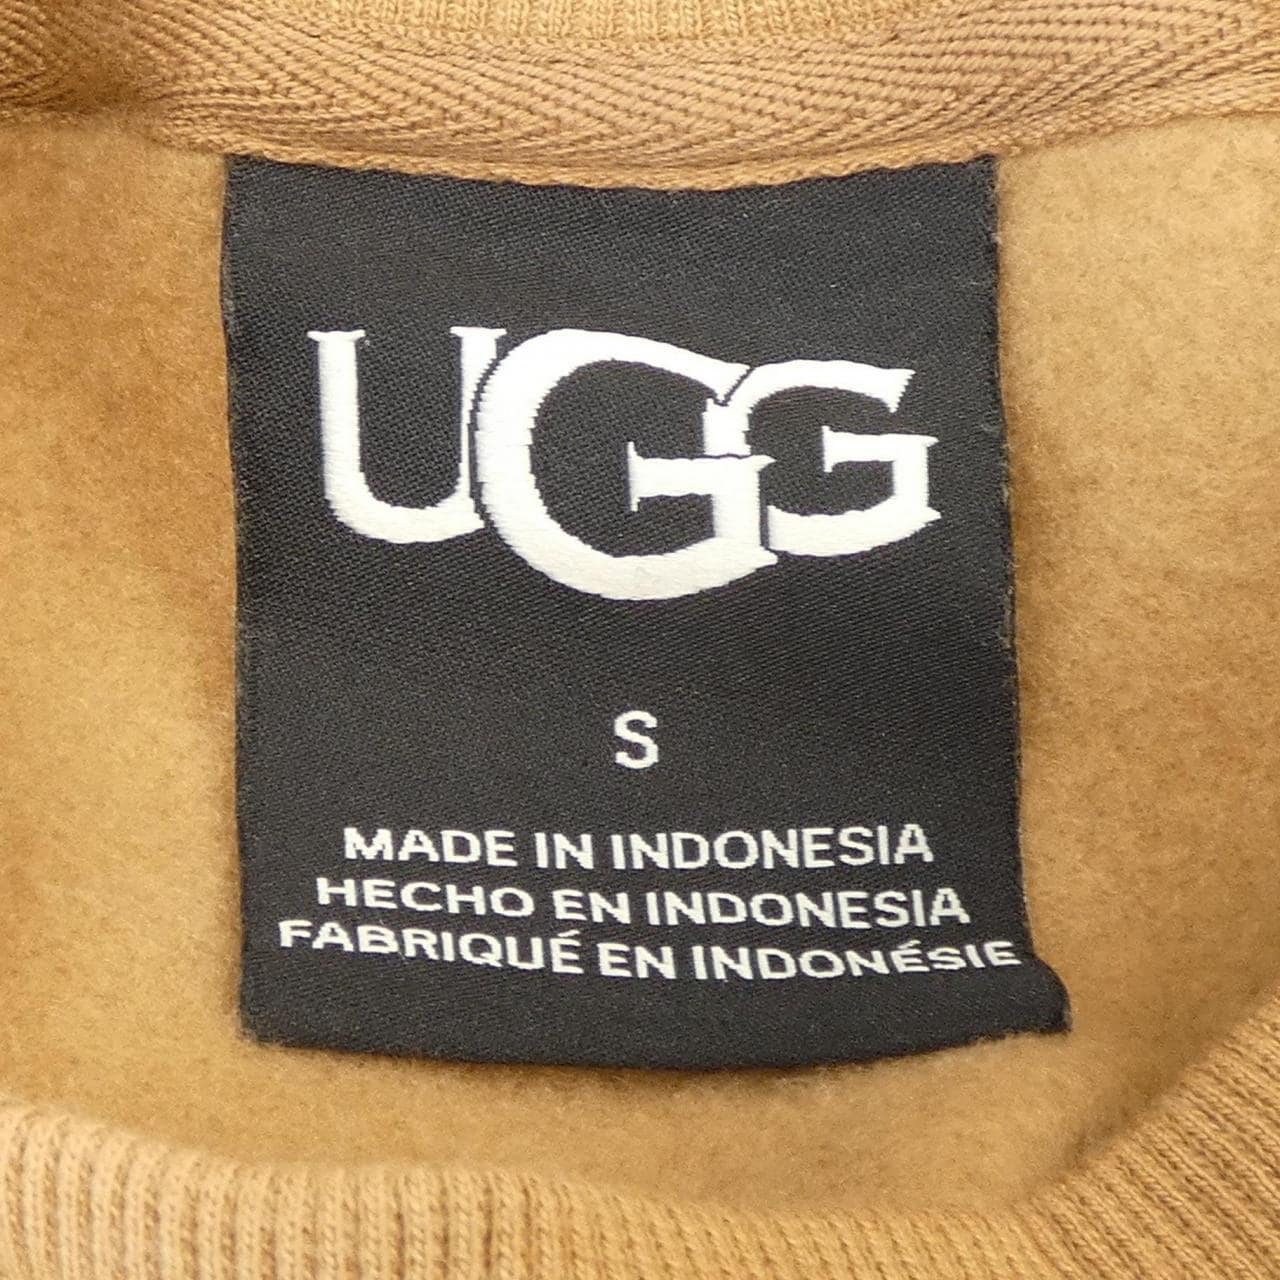 UGG
S
MADE IN INDONESIA
HECHO EN INDONESIA
FABRIQUÉ EN INDONÉSIE